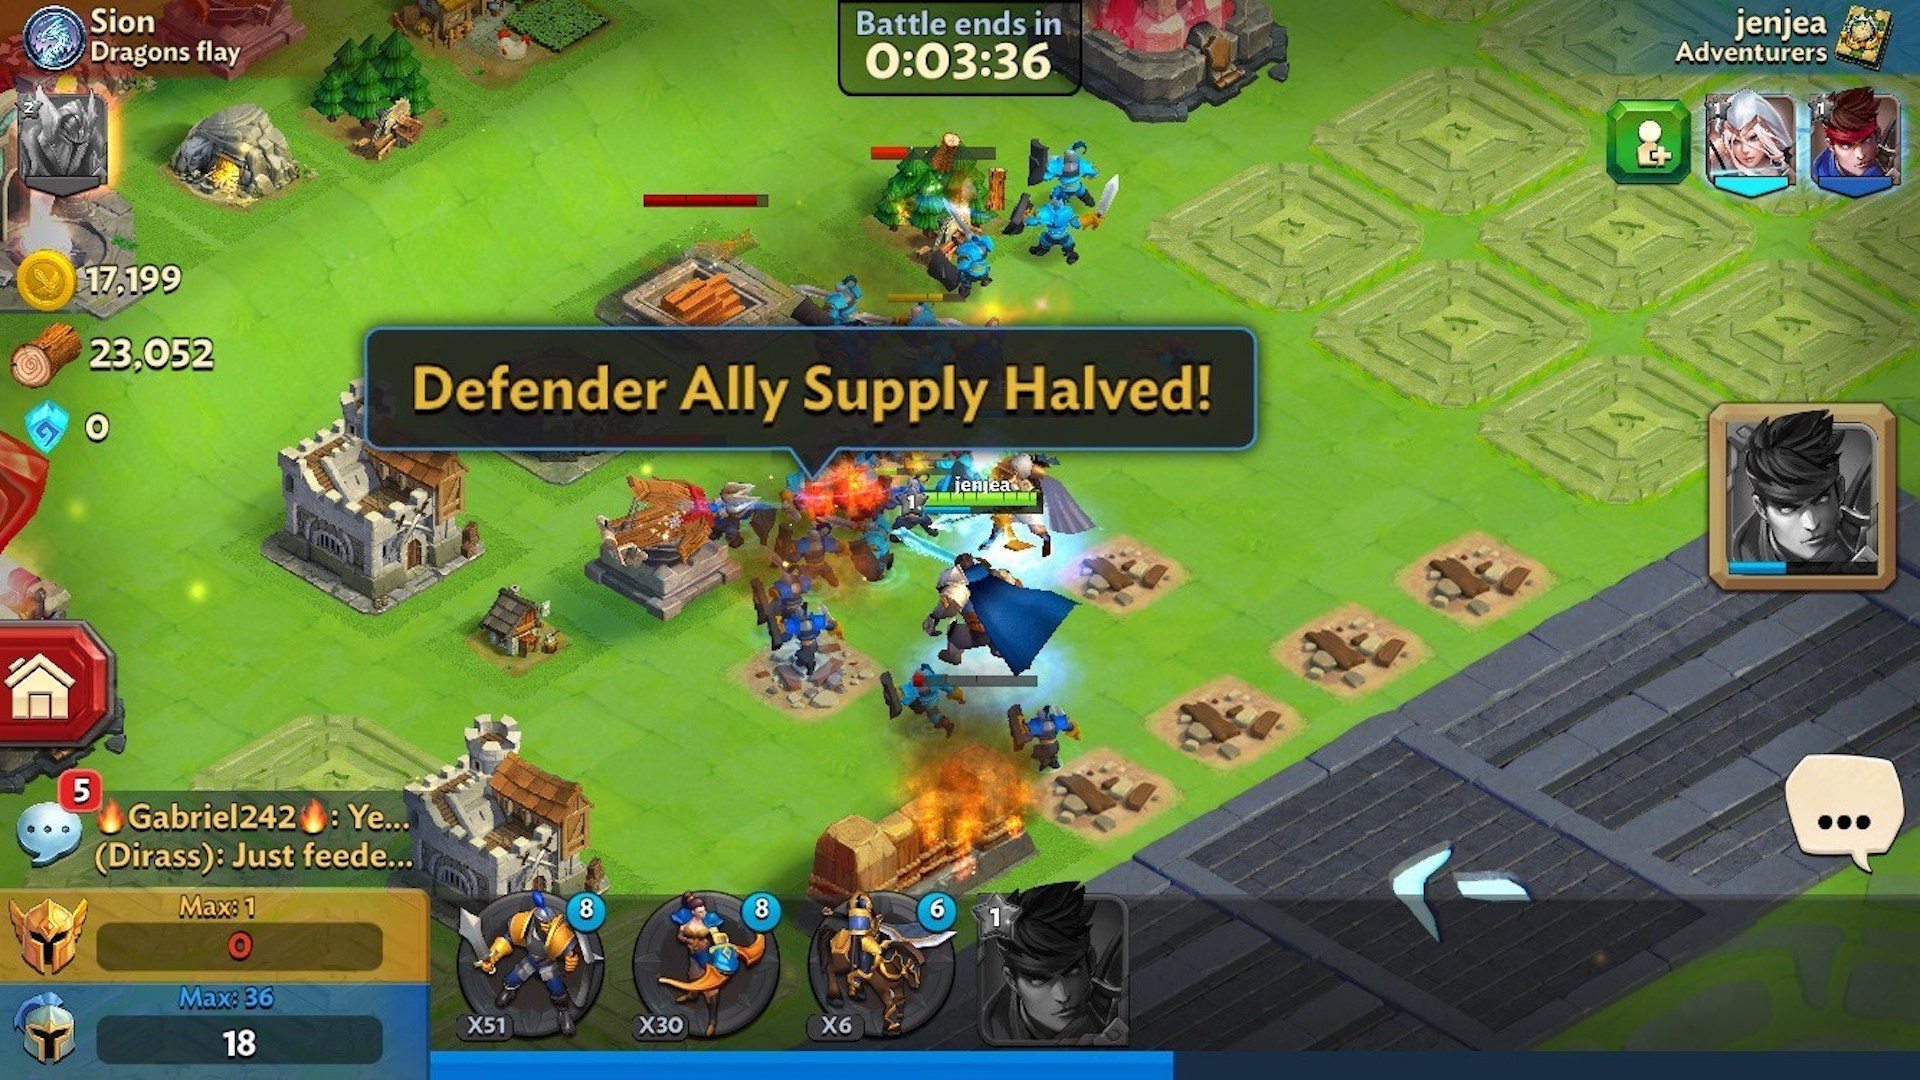 Sion
Dragons flay
Battle ends in
0:03:36
jenjea
Adventurers
2
1
1
17,199
23,052
0
Defender Ally Supply Halved!
jenjea
1
5
🔥Gabriel242🔥: Ye...
(Dirass): Just feede...
Max: 1
0
Max: 36
18
8
X51
8
X30
6
X6
1